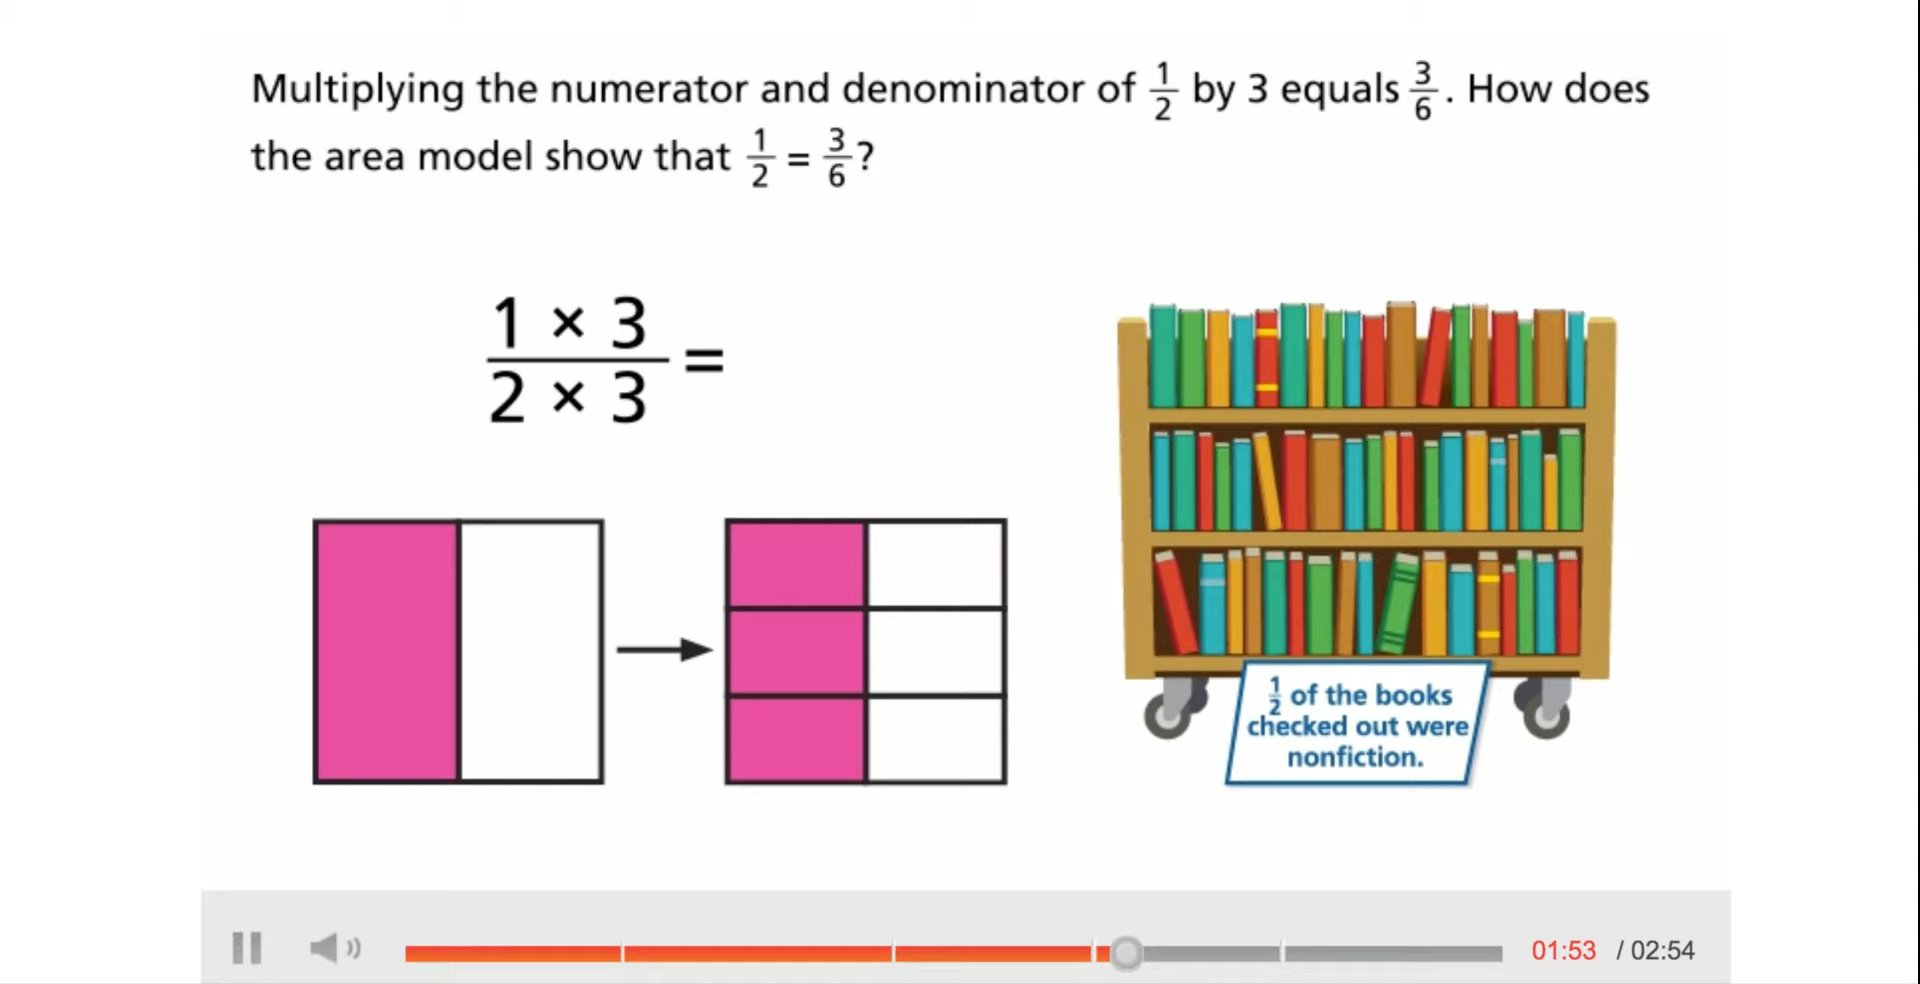 Multiplying the numerator and denominator of 1/2 by 3 equals 3/6. How does
the area model show that 1/2 = 3/6?
1 × 3
2 × 3
=
1/2 of the books
checked out were
nonfiction.
01:53 / 02:54